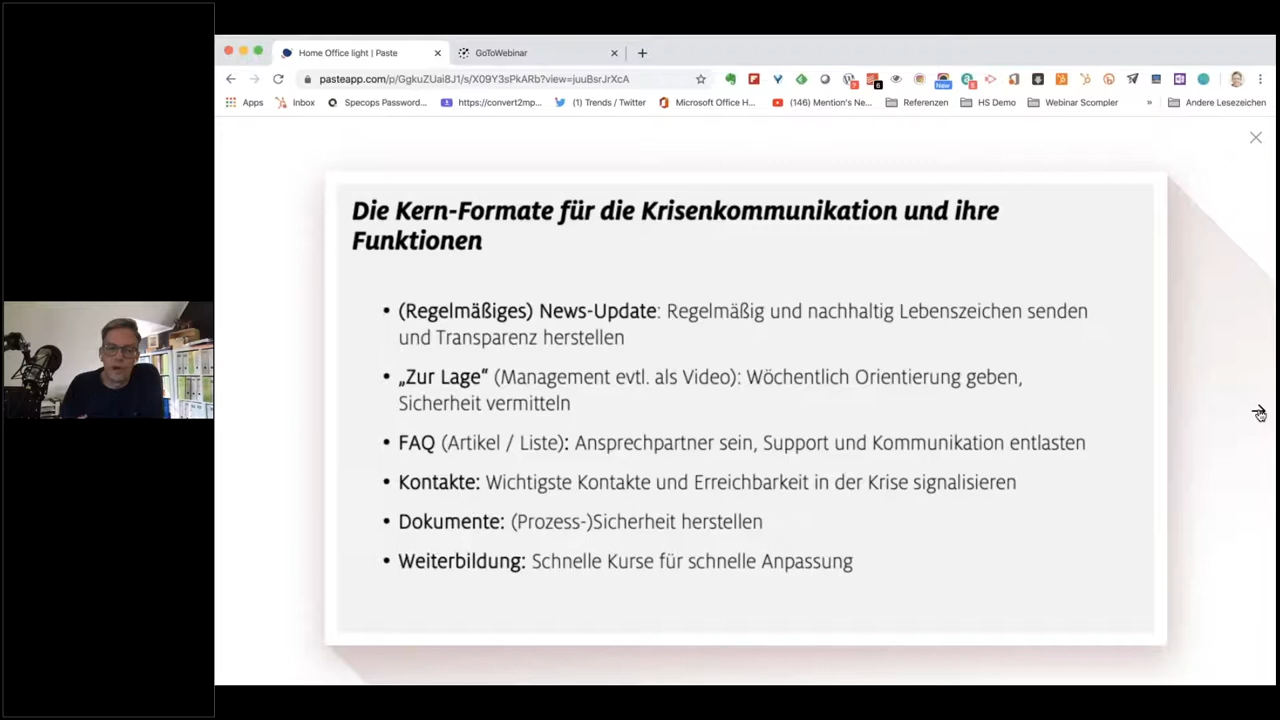 Home Office light | Paste
GoToWebinar
pasteapp.com/p/GgkuZUai8J1/s/X09Y3sPkARb?view=juuBsrJrXcA
Apps
Inbox
Specops Password...
https://convert2mp...
(1) Trends / Twitter
Microsoft Office H...
(146) Mention's Ne...
Referenzen
HS Demo
Webinar Scompler
»
Andere Lesezeichen
New
Die Kern-Formate für die Krisenkommunikation und ihre
Funktionen
• (Regelmäßiges) News-Update: Regelmäßig und nachhaltig Lebenszeichen senden
und Transparenz herstellen
• „Zur Lage“ (Management evtl. als Video): Wöchentlich Orientierung geben,
Sicherheit vermitteln
• FAQ (Artikel / Liste): Ansprechpartner sein, Support und Kommunikation entlasten
• Kontakte: Wichtigste Kontakte und Erreichbarkeit in der Krise signalisieren
• Dokumente: (Prozess-)Sicherheit herstellen
• Weiterbildung: Schnelle Kurse für schnelle Anpassung